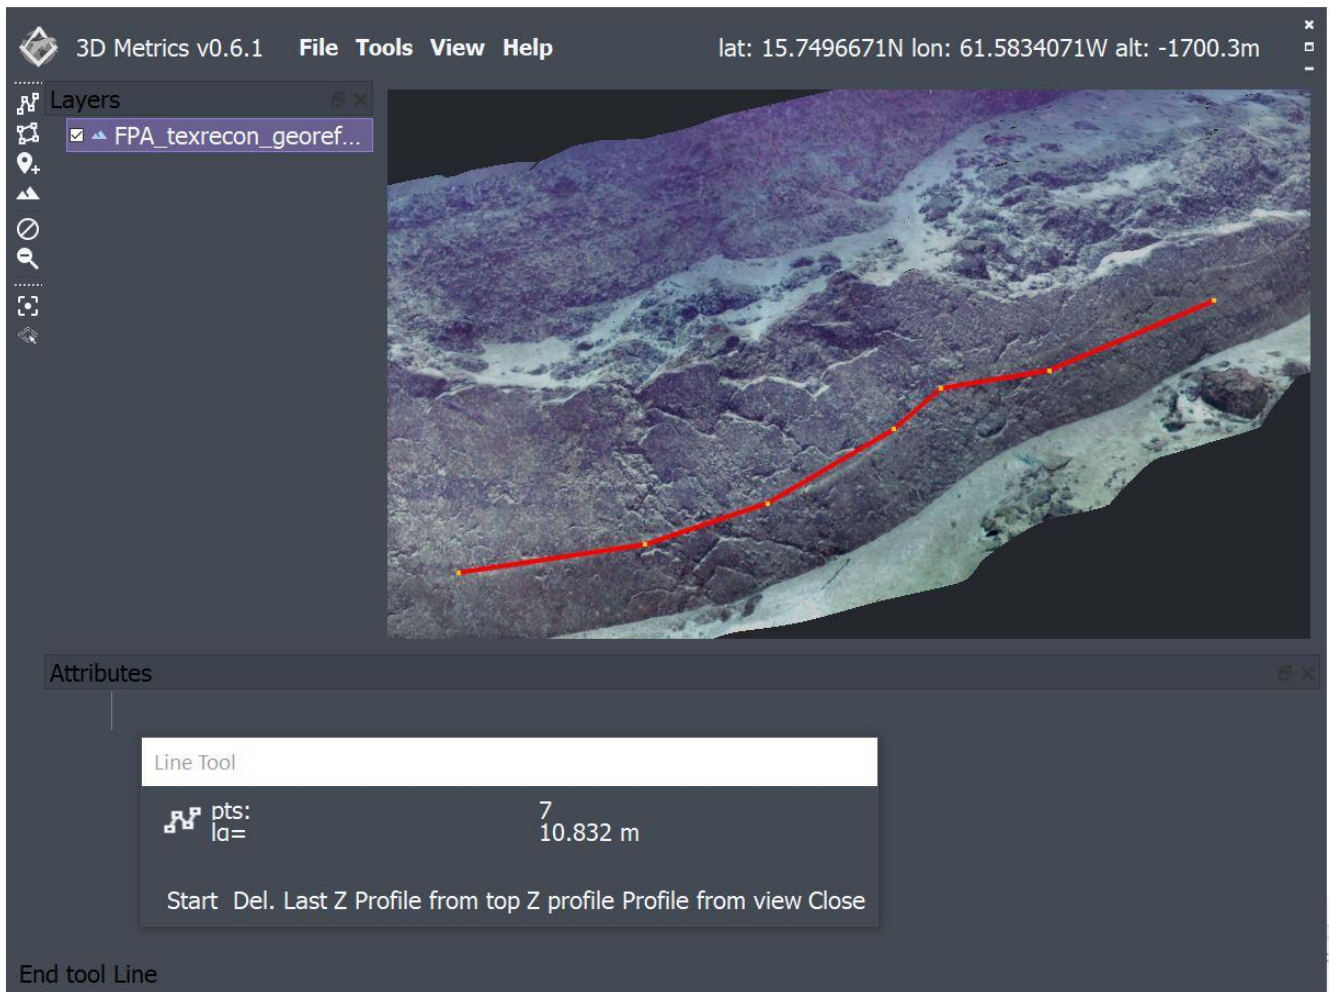 3D Metrics v0.6.1 File Tools View Help lat: 15.7496671N lon: 61.5834071W alt: -1700.3m
Layers
FPA_texrecon_georef...
Attributes
Line Tool
pts: 7
lg= 10.832 m
Start Del. Last Z Profile from top Z profile Profile from view Close
End tool Line